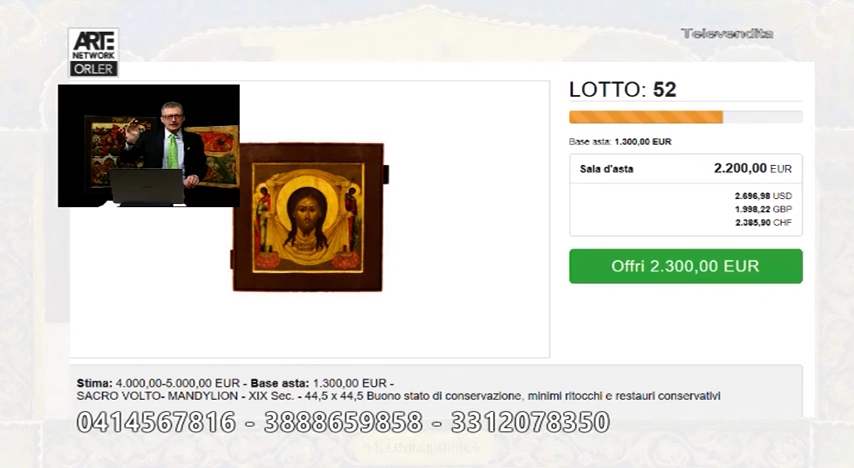 ARTE
NETWORK
ORLER
Televendita
LOTTO: 52
Base asta: 1.300,00 EUR
Sala d'asta 2.200,00 EUR
2.696,98 USD
1.998,22 GBP
2.385,90 CHF
Offri 2.300,00 EUR
Stima: 4.000,00-5.000,00 EUR - Base asta: 1.300,00 EUR -
SACRO VOLTO- MANDYLION - XIX Sec. - 44,5 x 44,5 Buono stato di conservazione, minimi ritocchi e restauri conservativi
0414567816 - 3888659858 - 3312078350